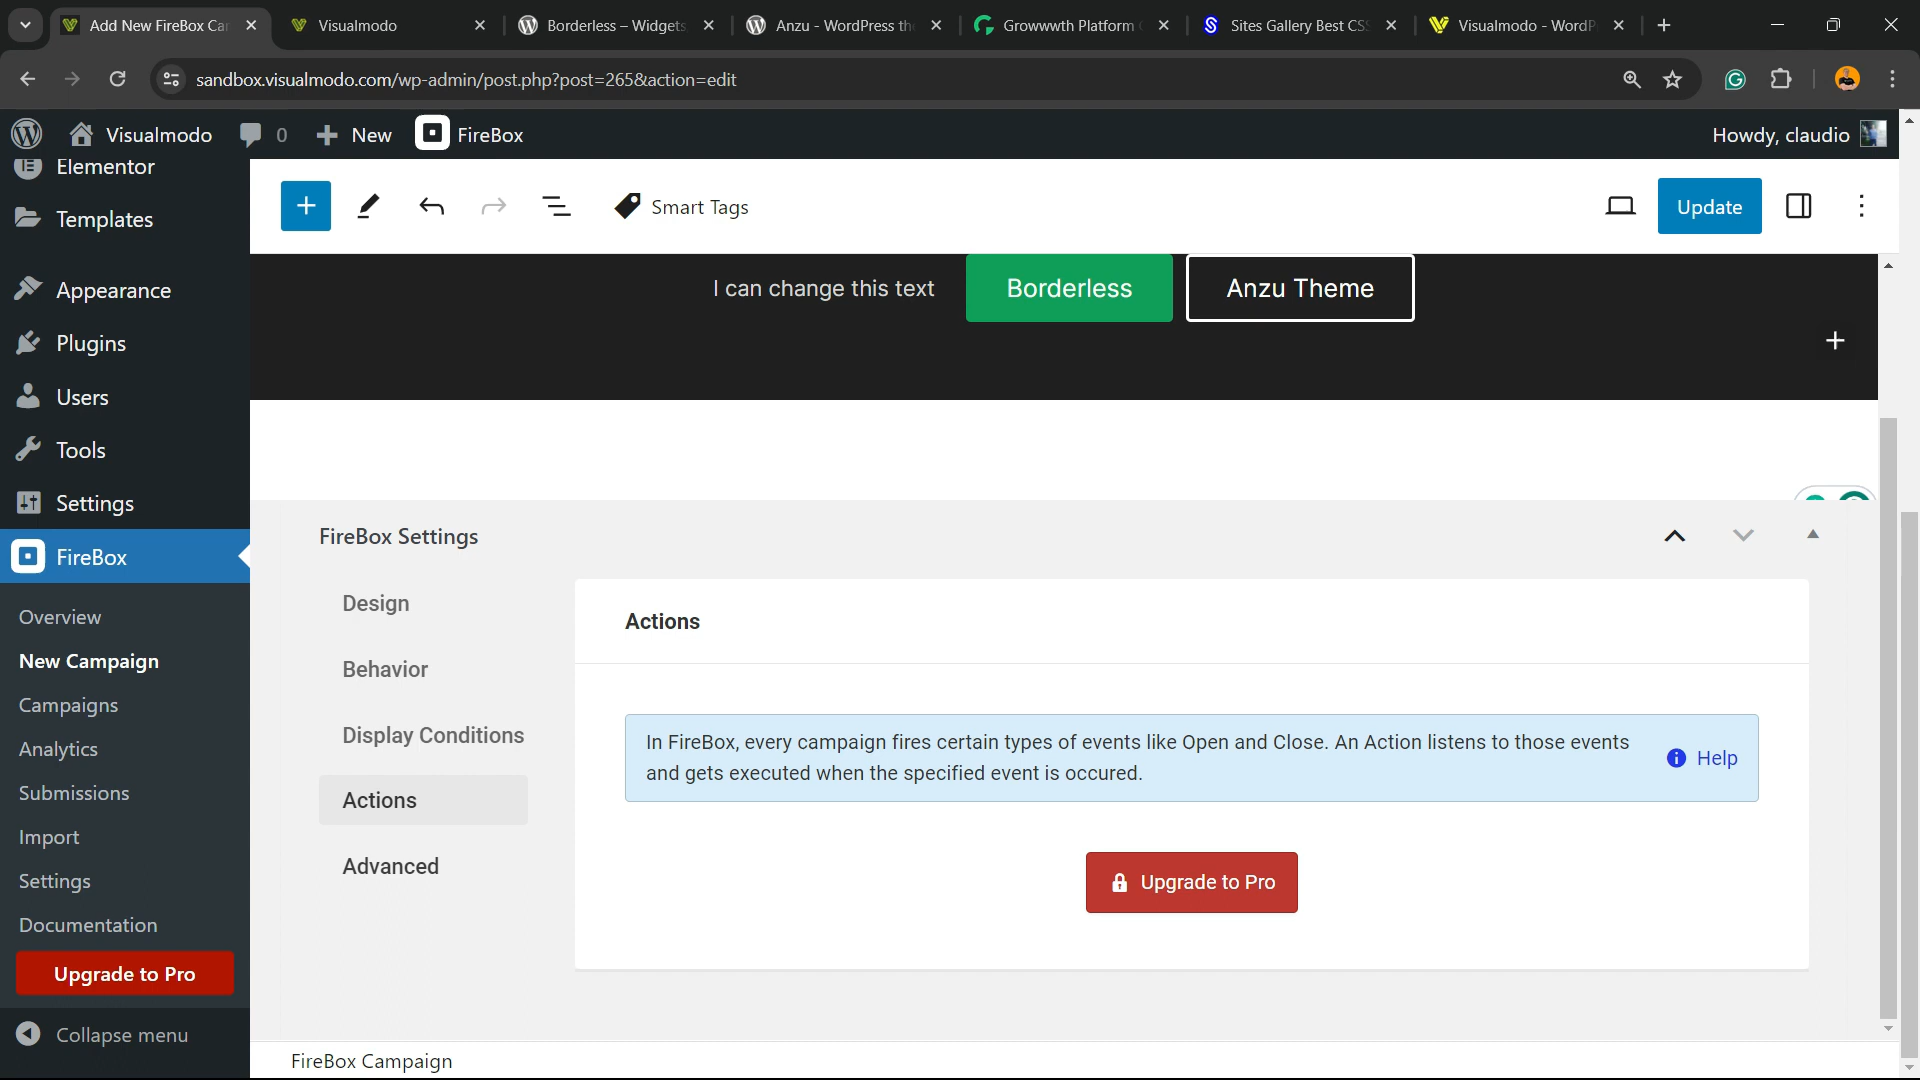 Add New FireBox Ca
Visualmodo
Borderless – Widgets
Anzu - WordPress th
Growwwth Platform
Sites Gallery Best CSS
Visualmodo - WordP
sandbox.visualmodo.com/wp-admin/post.php?post=265&action=edit
Visualmodo
0
New
FireBox
Howdy, claudio
Elementor
Templates
Appearance
Plugins
Users
Tools
Settings
FireBox
Overview
New Campaign
Campaigns
Analytics
Submissions
Import
Settings
Documentation
Upgrade to Pro
Collapse menu
Smart Tags
Update
I can change this text
Borderless
Anzu Theme
FireBox Settings
Design
Behavior
Display Conditions
Actions
Advanced
Actions
In FireBox, every campaign fires certain types of events like Open and Close. An Action listens to those events
and gets executed when the specified event is occured.
Help
Upgrade to Pro
FireBox Campaign